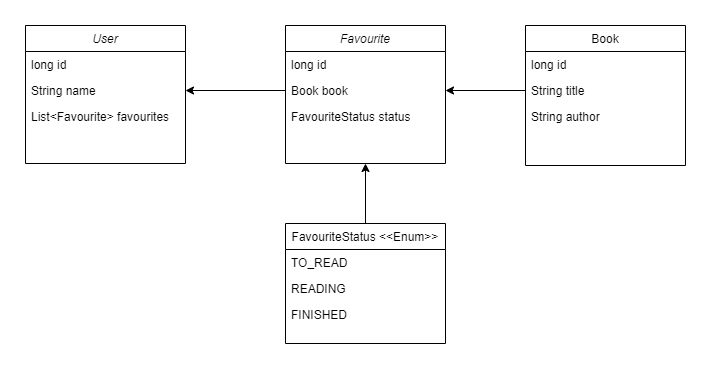 User
long id
String name
List<Favourite> favourites
Favourite
long id
Book book
FavouriteStatus status
Book
long id
String title
String author
FavouriteStatus <<Enum>>
TO_READ
READING
FINISHED